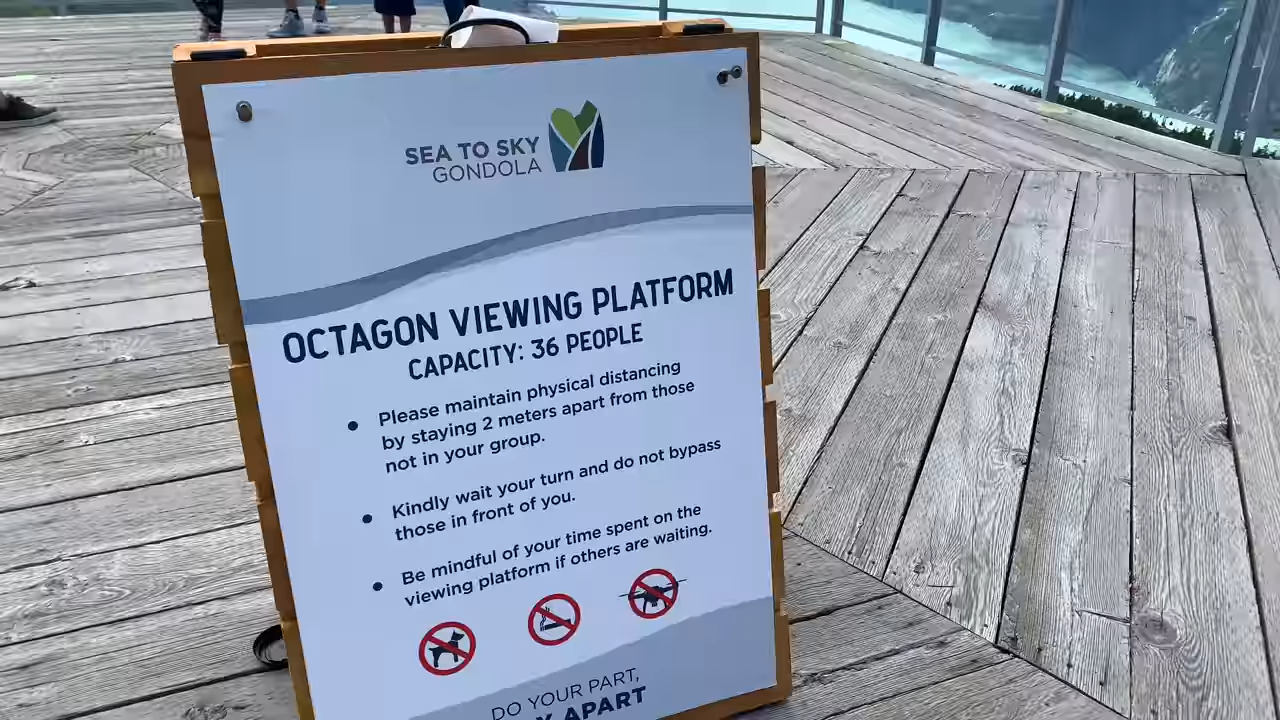 SEA TO SKY
GONDOLA
OCTAGON VIEWING PLATFORM
CAPACITY: 36 PEOPLE
• Please maintain physical distancing
by staying 2 meters apart from those
not in your group.
• Kindly wait your turn and do not bypass
those in front of you.
• Be mindful of your time spent on the
viewing platform if others are waiting.
DO YOUR PART,
APART